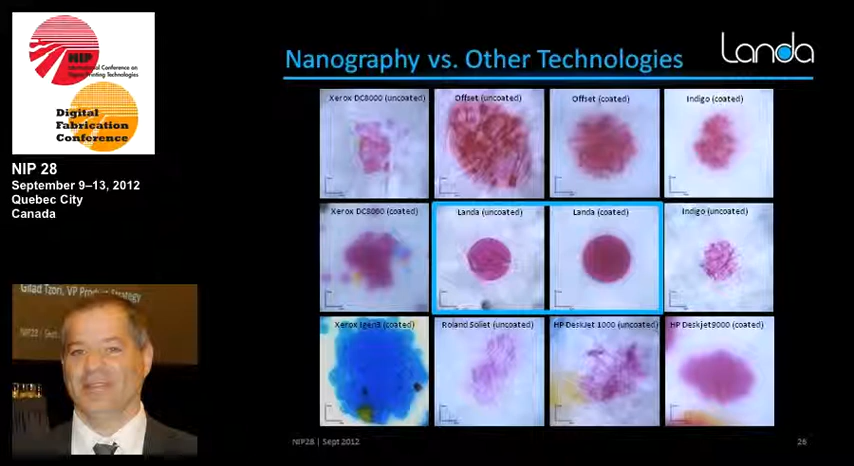 NIP
International Conference on
Digital Printing Technologies
Digital
Fabrication
Conference
NIP 28
September 9–13, 2012
Quebec City
Canada
Gilad Tzon, VP Product Strategy
Nanography vs. Other Technologies
Landa
Xerox DC8000 (uncoated)
Offset (uncoated)
Offset (coated)
Indigo (coated)
Xerox DC8000 (coated)
Landa (uncoated)
Landa (coated)
Indigo (uncoated)
Xerox Igen3 (coated)
Roland Soljet (uncoated)
HP DeskJet 1000 (uncoated)
HP Deskjet9000 (coated)
NIP28 | Sept 2012
26